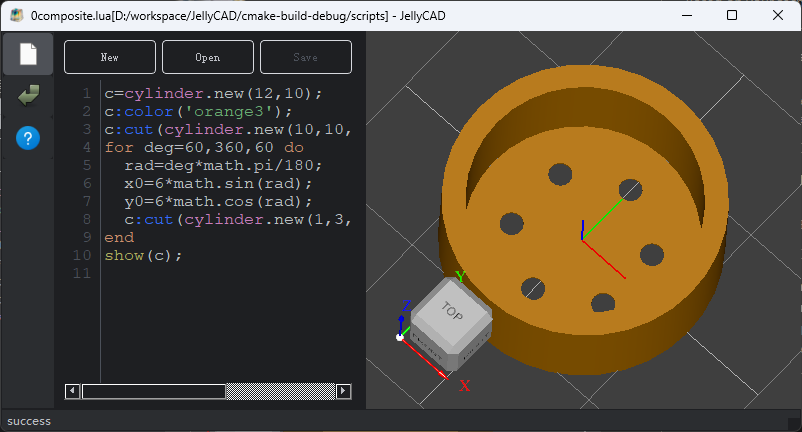 0composite.lua[D:/workspace/JellyCAD/cmake-build-debug/scripts] - JellyCAD
New Open Save
1 c=cylinder.new(12,10);
2 c:color('orange3');
3 c:cut(cylinder.new(10,10,
4 for deg=60,360,60 do
5 rad=deg*math.pi/180;
6 x0=6*math.sin(rad);
7 y0=6*math.cos(rad);
8 c:cut(cylinder.new(1,3,
9 end
10 show(c);
11
Y
Z
TOP
X
success